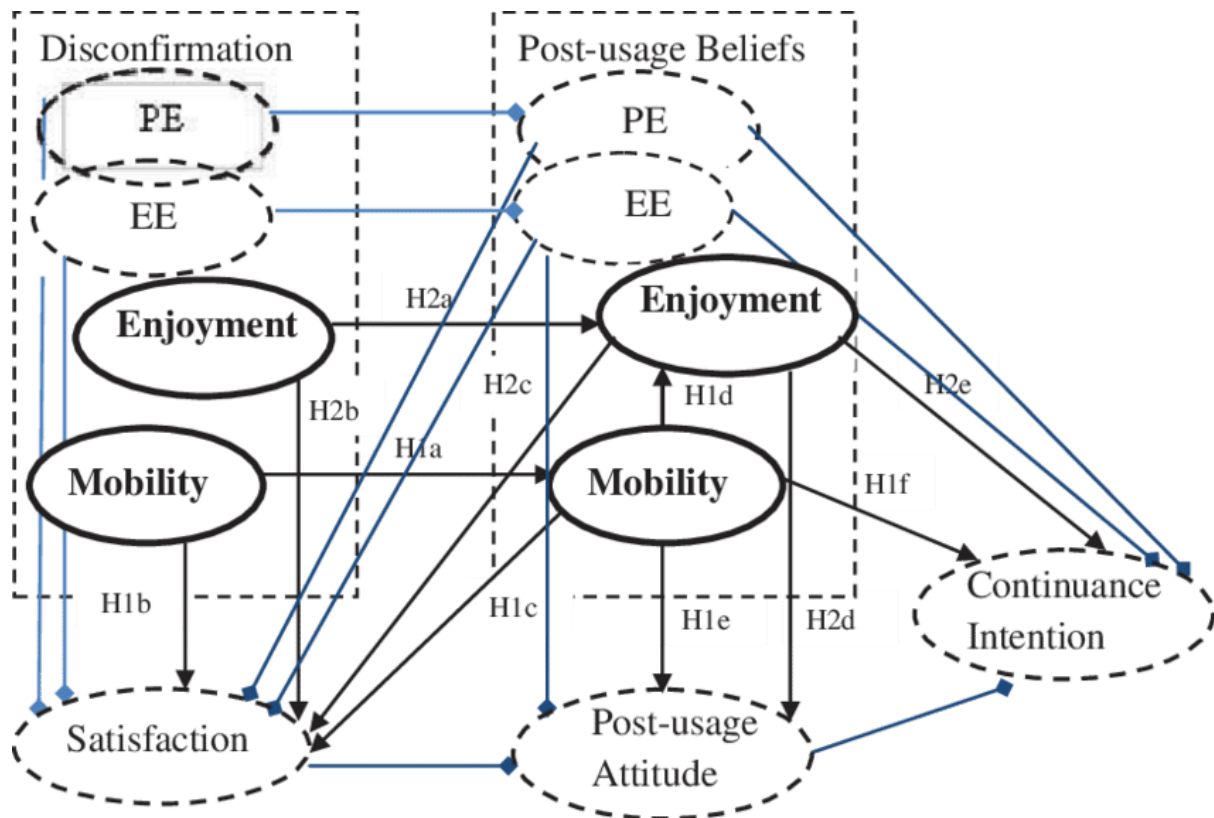 Disconfirmation
Post-usage Beliefs
PE
PE
EE
EE
Enjoyment
H2a
Enjoyment
H2b
H2c
H1d
H2e
Mobility
H1a
Mobility
H1f
H1b
H1c
H1e
H2d
Continuance
Intention
Satisfaction
Post-usage
Attitude